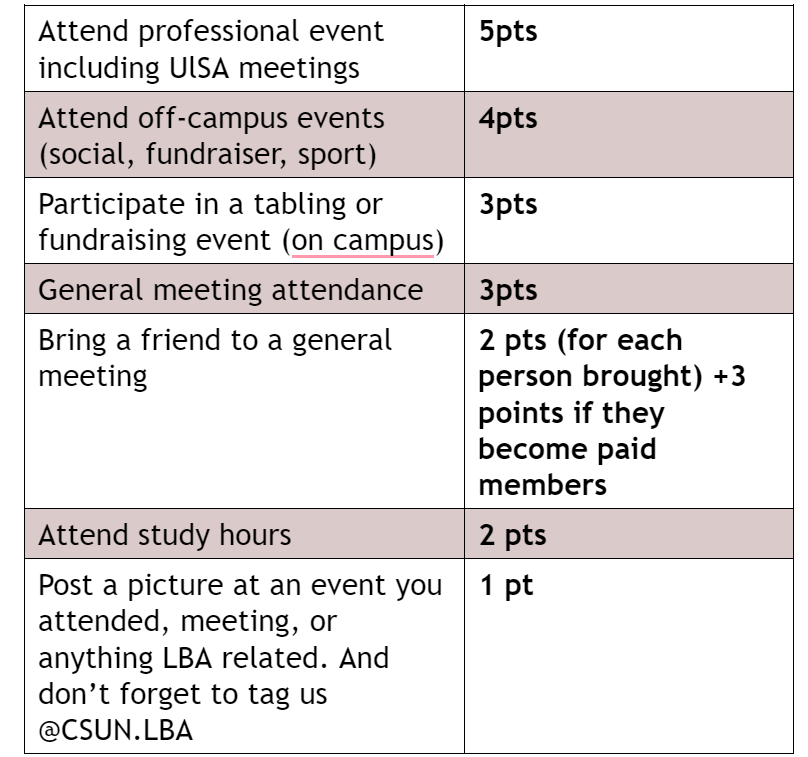 Attend professional event
including UlSA meetings
5pts
Attend off-campus events
(social, fundraiser, sport)
4pts
Participate in a tabling or
fundraising event (on campus)
3pts
General meeting attendance
3pts
Bring a friend to a general
meeting
2 pts (for each
person brought) +3
points if they
become paid
members
Attend study hours
2 pts
Post a picture at an event you
attended, meeting, or
anything LBA related. And
don’t forget to tag us
@CSUN.LBA
1 pt